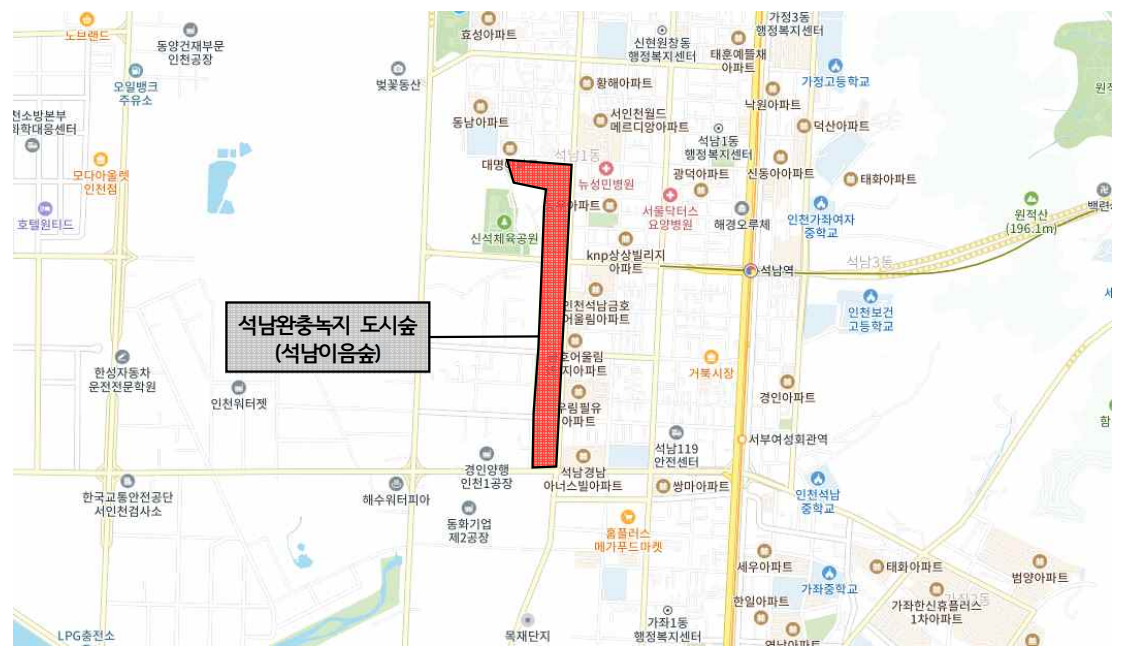 노브랜드
동양건재부문
인천공장
효성아파트
신현원창동
행정복지센터
가정3동
행정복지센터
태훈예뜰채
아파트
오일뱅크
주유소
벚꽃동산
황해아파트
가정고등학교
낙원아파트
천소방본부
화학대응센터
동남아파트
서인천월드
메르디앙아파트
석남1동
행정복지센터
덕산아파트
모다아울렛
인천점
석남1동
뉴성민병원
광덕아파트
신동아아파트
태화아파트
호텔원티드
신석체육공원
서울닥터스
요양병원
해경오루체
인천가좌여자
중학교
원적산
(196.1m)
knp상상빌리지
아파트
석남역
석남3동
석남완충녹지 도시숲
(석남이음숲)
인천석남금호
어울림아파트
인천보건
고등학교
한성자동차
운전전문학원
인천워터젯
거북시장
경인아파트
우림필유
아파트
석남119
안전센터
서부여성회관역
경인양행
인천1공장
석남경남
아너스빌아파트
쌍마아파트
인천석남
중학교
한국교통안전공단
서인천검사소
해수워터피아
동화기업
제2공장
홈플러스
메가푸드마켓
세우아파트
가좌중학교
태화아파트
범양아파트
한일아파트
가좌한신휴플러스
1차아파트
LPG충전소
목재단지
가좌1동
행정복지센터